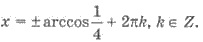 x = ± arccos 1/4 + 2πk, k ∈ Z.